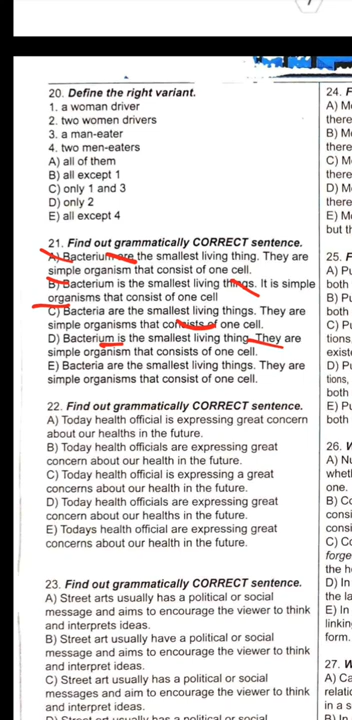 20. Define the right variant.
1. a woman driver
2. two women drivers
3. a man-eater
4. two men-eaters
A) all of them
B) all except 1
C) only 1 and 3
D) only 2
E) all except 4
21. Find out grammatically CORRECT sentence.
A) Bacterium are the smallest living thing. They are
simple organism that consist of one cell.
B) Bacterium is the smallest living things. It is simple
organisms that consist of one cell
C) Bacteria are the smallest living things. They are
simple organisms that consists of one cell.
D) Bacterium is the smallest living thing. They are
simple organism that consists of one cell.
E) Bacteria are the smallest living things. They are
simple organisms that consist of one cell.
22. Find out grammatically CORRECT sentence.
A) Today health official is expressing great concern
about our healths in the future.
B) Today health officials are expressing great
concern about our health in the future.
C) Today health official is expressing a great
concerns about our health in the future.
D) Today health officials are expressing great
concern about our healths in the future.
E) Todays health official are expressing great
concerns about our health in the future.
23. Find out grammatically CORRECT sentence.
A) Street arts usually has a political or social
message and aims to encourage the viewer to think
and interprets ideas.
B) Street art usually have a political or social
message and aims to encourage the viewer to think
and interpret ideas.
C) Street art usually has a political or social
messages and aim to encourage the viewer to think
and interpret ideas.
D) Street art usually has a political or social
24. F
A) M
there
B) M
there
C) M
there
D) M
there
E) M
but th
25. F
A) Pu
both
B) Pu
both
C) Pu
tions,
exist
D) Pu
tions,
both
E) Pu
both
26. W
A) N
whet
one.
B) Co
consi
consi
C) Co
forge
the h
D) In
the la
E) In
linkin
form.
27. W
A) Ca
relati
in a s
B) In